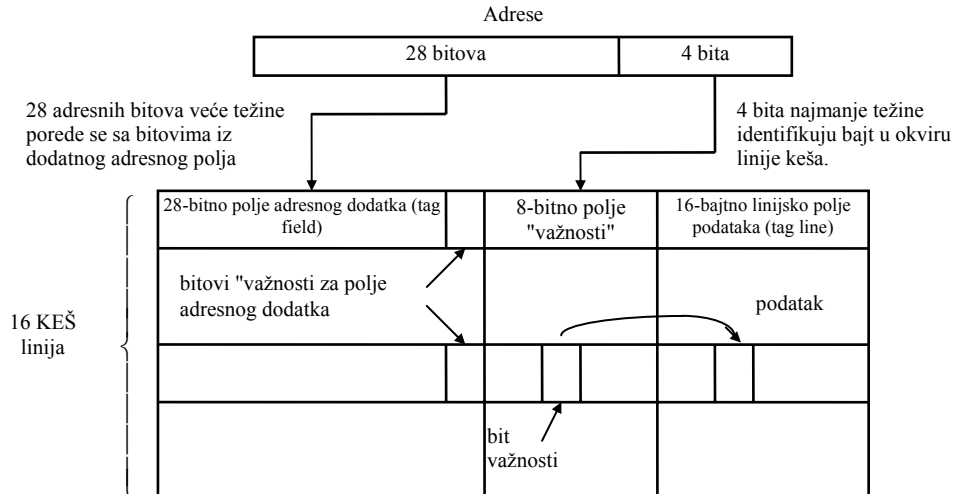 Adrese
28 bitova
4 bita
28 adresnih bitova veće težine
porede se sa bitovima iz
dodatnog adresnog polja
4 bita najmanje težine
identifikuju bajt u okviru
linije keša.
28-bitno polje adresnog dodatka (tag
field)
8-bitno polje
"važnosti"
16-bajtno linijsko polje
podataka (tag line)
bitovi "važnosti za polje
adresnog dodatka
podatak
16 KEŠ
linija
bit
važnosti